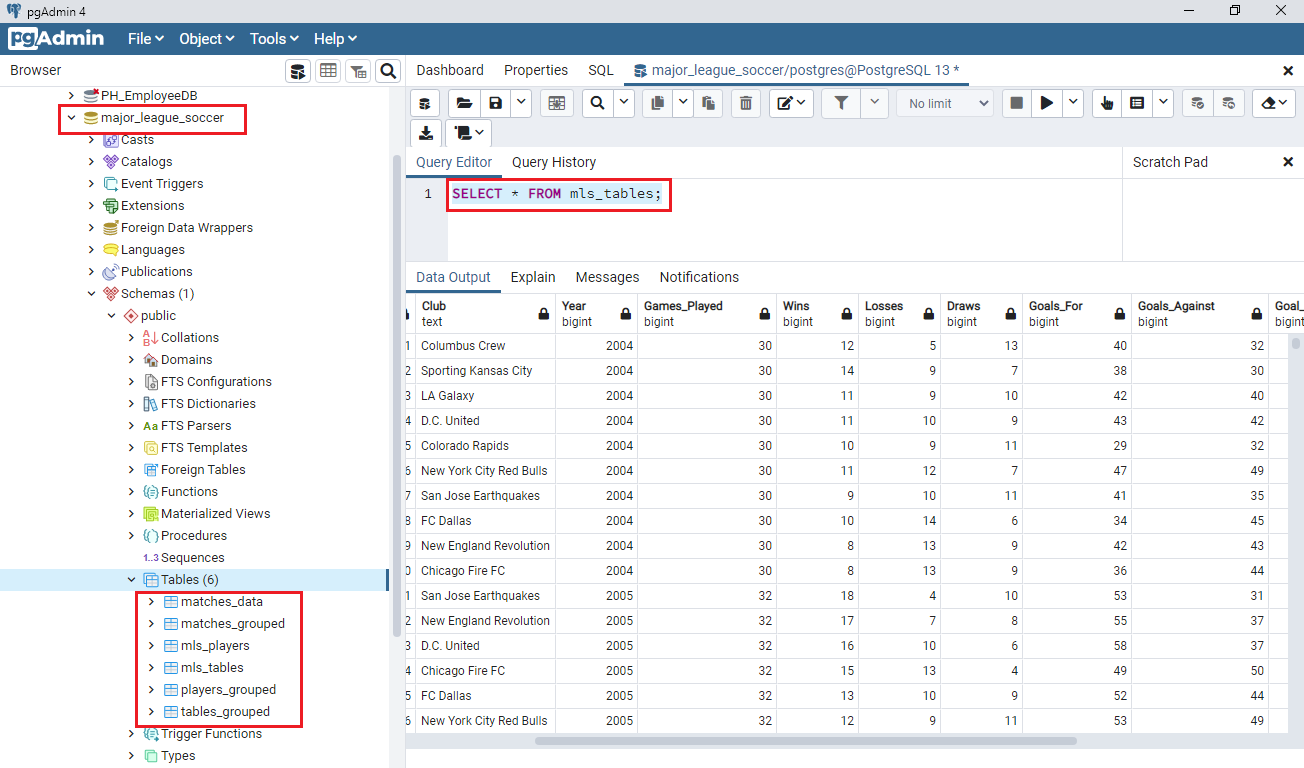 pgAdmin 4
pgAdmin File Object Tools Help
Browser
Dashboard Properties SQL major_league_soccer/postgres@PostgreSQL 13 *
PH_EmployeeDB
major_league_soccer
Casts
Catalogs
Event Triggers
Extensions
Foreign Data Wrappers
Languages
Publications
Schemas (1)
public
Collations
Domains
FTS Configurations
FTS Dictionaries
Aa FTS Parsers
FTS Templates
Foreign Tables
Functions
Materialized Views
Procedures
1..3 Sequences
Tables (6)
matches_data
matches_grouped
mls_players
mls_tables
players_grouped
tables_grouped
Trigger Functions
Types
No limit
Query Editor Query History
Scratch Pad
1 SELECT * FROM mls_tables;
Data Output Explain Messages Notifications
Club Year Games_Played Wins Losses Draws Goals_For Goals_Against Goal_
text bigint bigint bigint bigint bigint bigint bigint bigint
1 Columbus Crew 2004 30 12 5 13 40 32
2 Sporting Kansas City 2004 30 14 9 7 38 30
3 LA Galaxy 2004 30 11 9 10 42 40
4 D.C. United 2004 30 11 10 9 43 42
5 Colorado Rapids 2004 30 10 9 11 29 32
6 New York City Red Bulls 2004 30 11 12 7 47 49
7 San Jose Earthquakes 2004 30 9 10 11 41 35
8 FC Dallas 2004 30 10 14 6 34 45
9 New England Revolution 2004 30 8 13 9 42 43
0 Chicago Fire FC 2004 30 8 13 9 36 44
1 San Jose Earthquakes 2005 32 18 4 10 53 31
2 New England Revolution 2005 32 17 7 8 55 37
3 D.C. United 2005 32 16 10 6 58 37
4 Chicago Fire FC 2005 32 15 13 4 49 50
5 FC Dallas 2005 32 13 10 9 52 44
6 New York City Red Bulls 2005 32 12 9 11 53 49